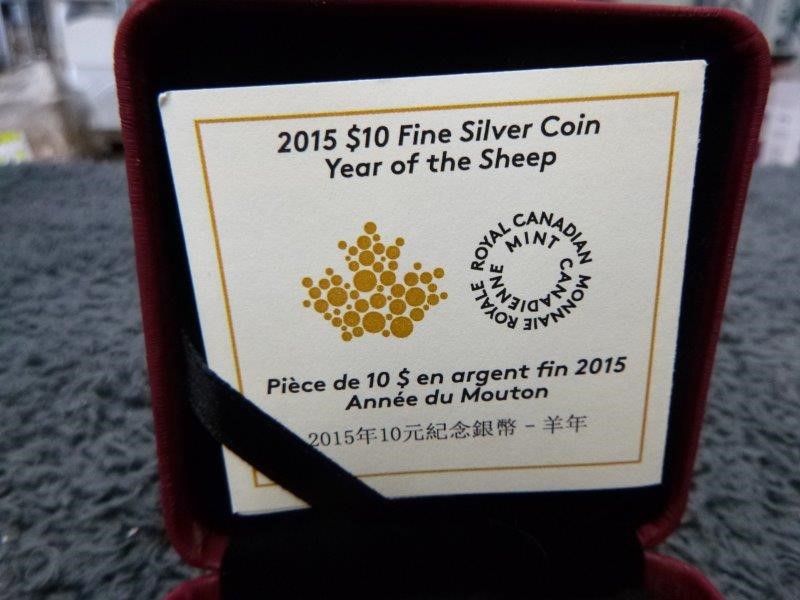 2015 $10 Fine Silver Coin
Year of the Sheep
ROYAL CANADIAN MINT
MONNAIE ROYALE CANADIENNE
Pièce de 10 $ en argent fin 2015
Année du Mouton
2015年10元紀念銀幣 - 羊年